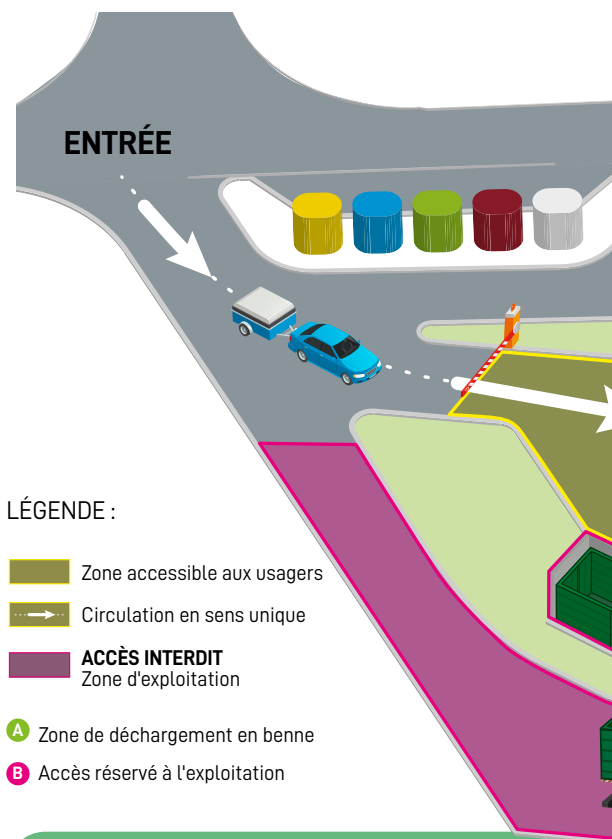 ENTRÉE
LÉGENDE :
Zone accessible aux usagers
Circulation en sens unique
ACCÈS INTERDIT
Zone d'exploitation
A Zone de déchargement en benne
B Accès réservé à l'exploitation